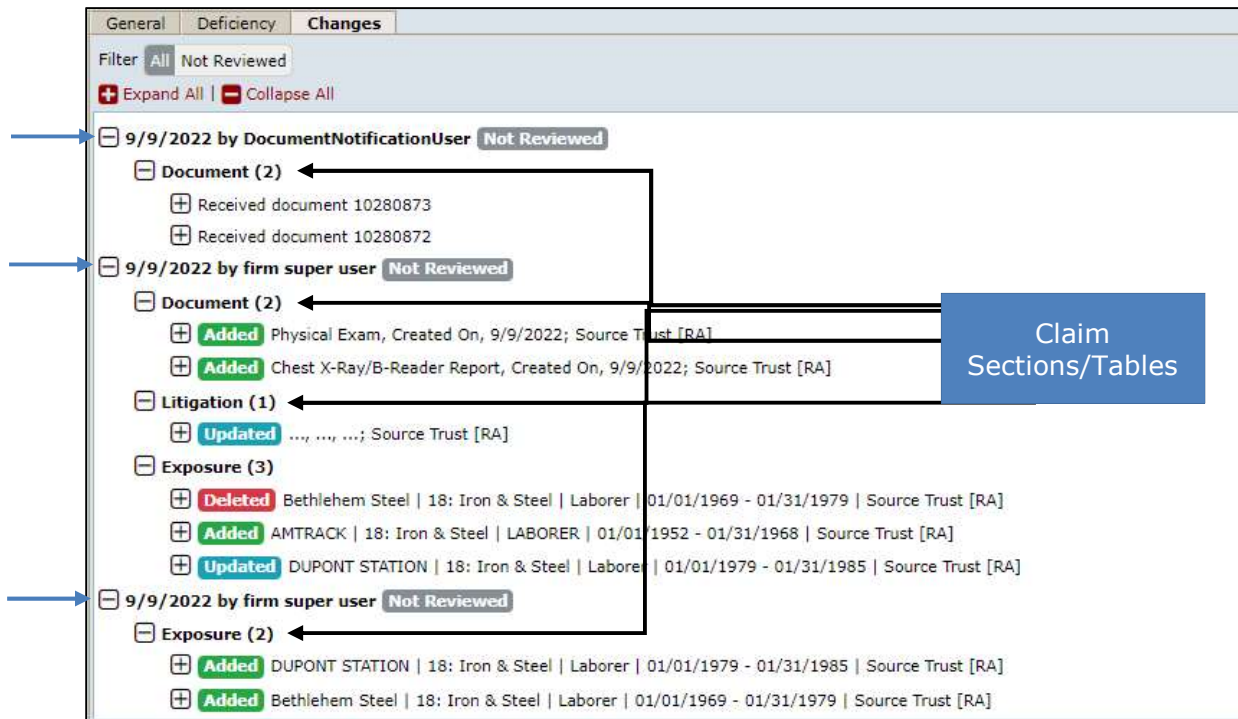 General Deficiency Changes
Filter All Not Reviewed
Expand All | Collapse All
9/9/2022 by DocumentNotificationUser Not Reviewed
Document (2)
Received document 10280873
Received document 10280872
9/9/2022 by firm super user Not Reviewed
Document (2)
Added Physical Exam, Created On, 9/9/2022; Source Trust [RA]
Added Chest X-Ray/B-Reader Report, Created On, 9/9/2022; Source Trust [RA]
Claim
Sections/Tables
Litigation (1)
Updated ..., ..., ...; Source Trust [RA]
Exposure (3)
Deleted Bethlehem Steel | 18: Iron & Steel | Laborer | 01/01/1969 - 01/31/1979 | Source Trust [RA]
Added AMTRACK | 18: Iron & Steel | LABORER | 01/01/1952 - 01/31/1968 | Source Trust [RA]
Updated DUPONT STATION | 18: Iron & Steel | Laborer | 01/01/1979 - 01/31/1985 | Source Trust [RA]
9/9/2022 by firm super user Not Reviewed
Exposure (2)
Added DUPONT STATION | 18: Iron & Steel | Laborer | 01/01/1979 - 01/31/1985 | Source Trust [RA]
Added Bethlehem Steel | 18: Iron & Steel | Laborer | 01/01/1969 - 01/31/1979 | Source Trust [RA]